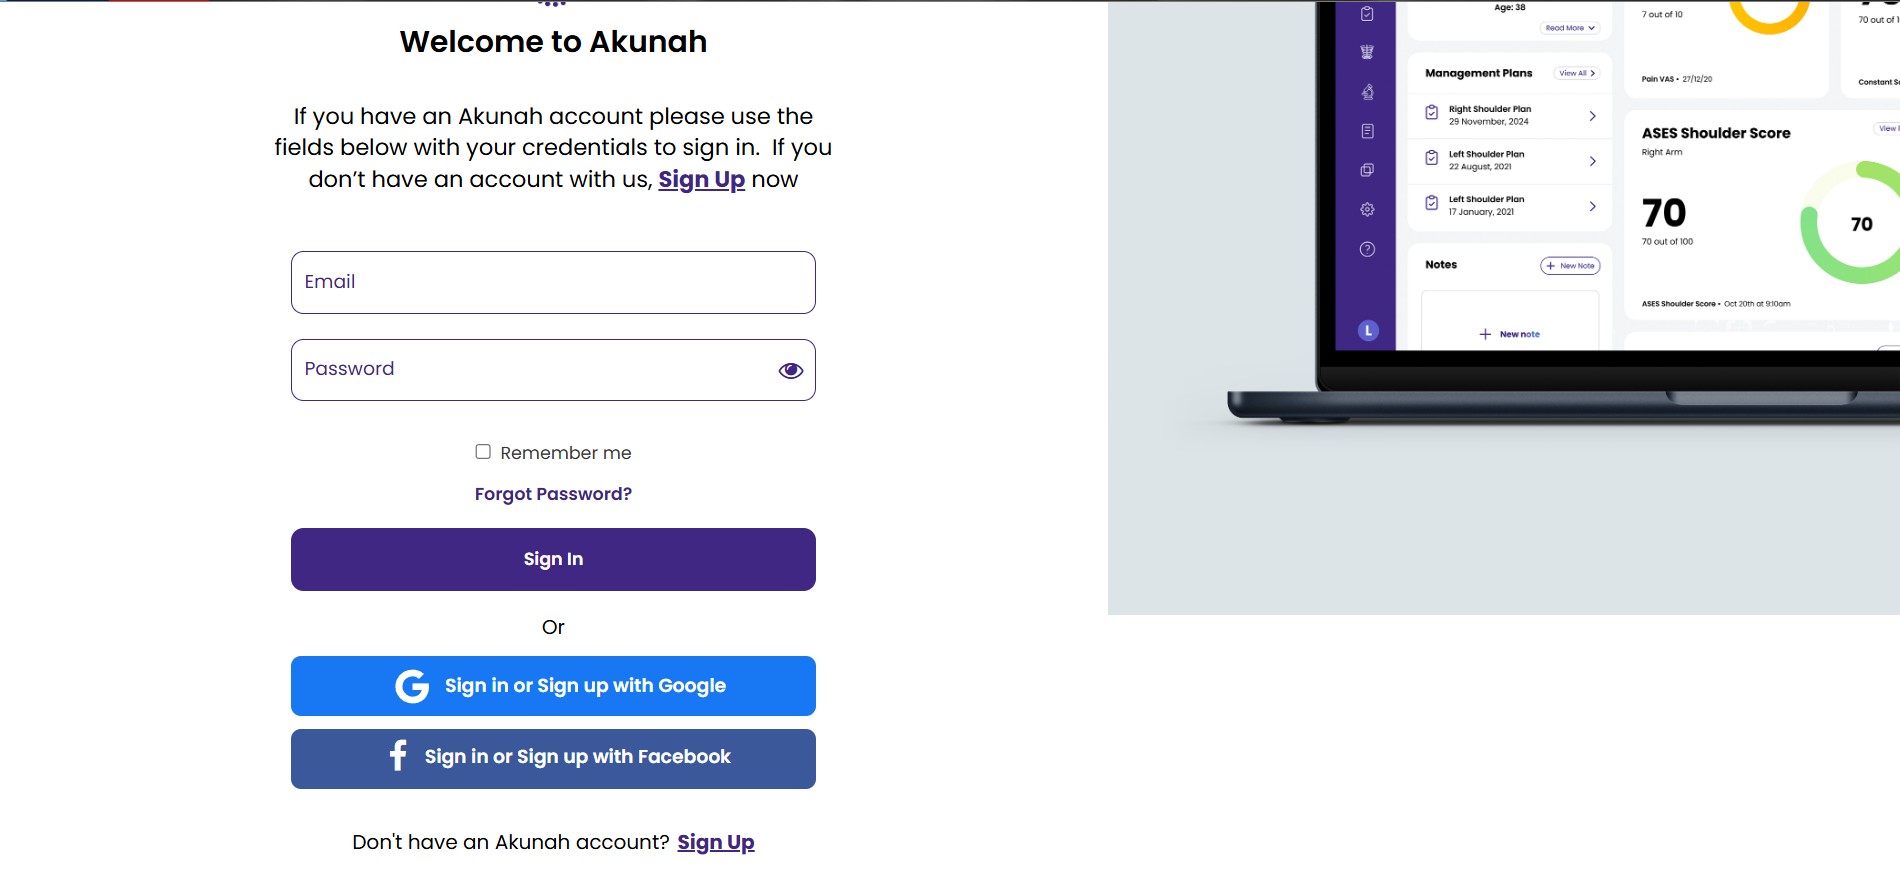 Welcome to Akunah
If you have an Akunah account please use the
fields below with your credentials to sign in. If you
don’t have an account with us, Sign Up now
Email
Password
Remember me
Forgot Password?
Sign In
Or
Sign in or Sign up with Google
Sign in or Sign up with Facebook
Don't have an Akunah account? Sign Up
Age: 38
Read More
Management Plans
View All
Right Shoulder Plan
29 November, 2024
Left Shoulder Plan
22 August, 2021
Left Shoulder Plan
17 January, 2021
Notes
+ New Note
+ New note
L
7 out of 10
Pain VAS • 27/12/20
70 out of
Constant
ASES Shoulder Score
View
Right Arm
70
70 out of 100
70
ASES Shoulder Score • Oct 20th at 9:10am